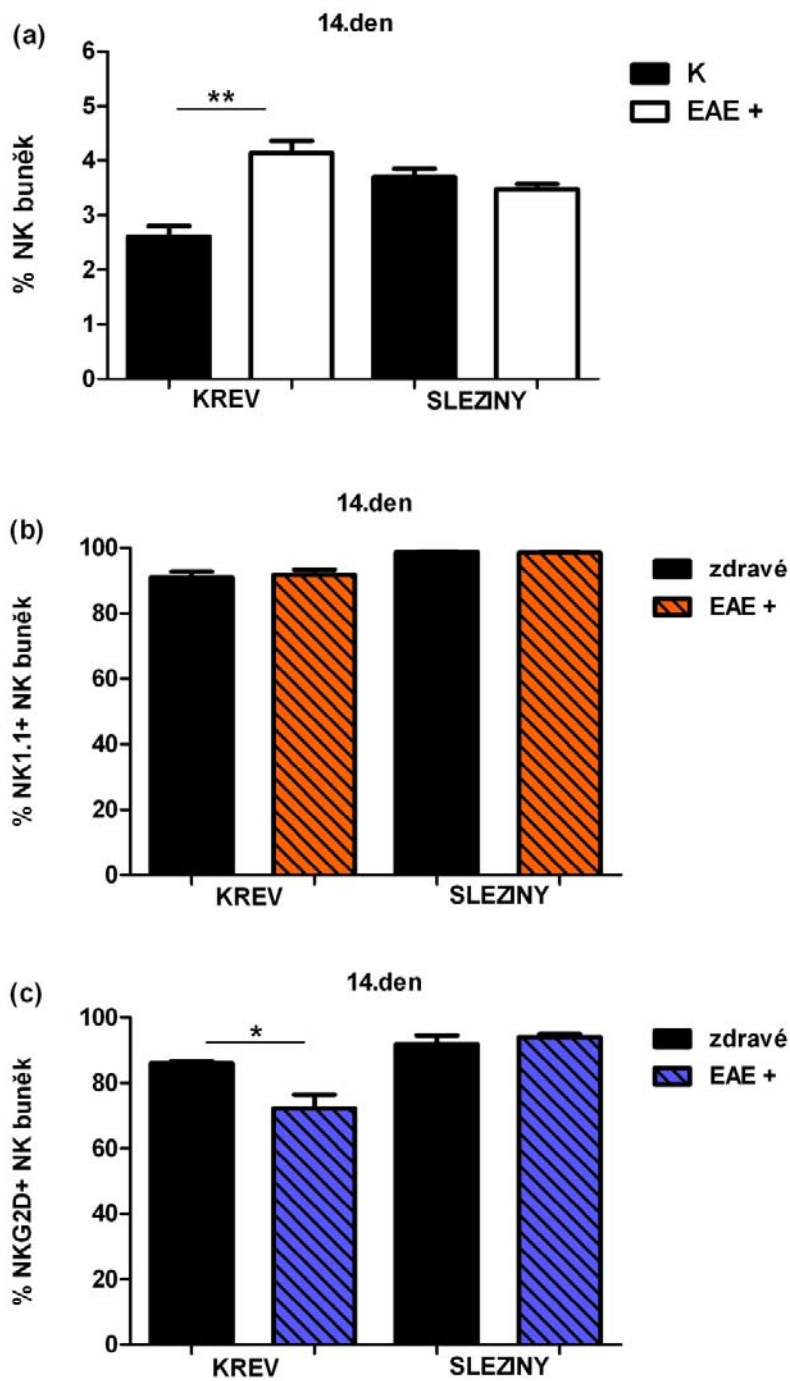 (a)
14.den
% NK buněk
6
5
4
3
2
1
0
**
KREV
SLEZINY
K
EAE +
(b)
14.den
% NK1.1+ NK buněk
100
80
60
40
20
0
KREV
SLEZINY
zdravé
EAE +
(c)
14.den
% NKG2D+ NK buněk
100
80
60
40
20
0
*
KREV
SLEZINY
zdravé
EAE +